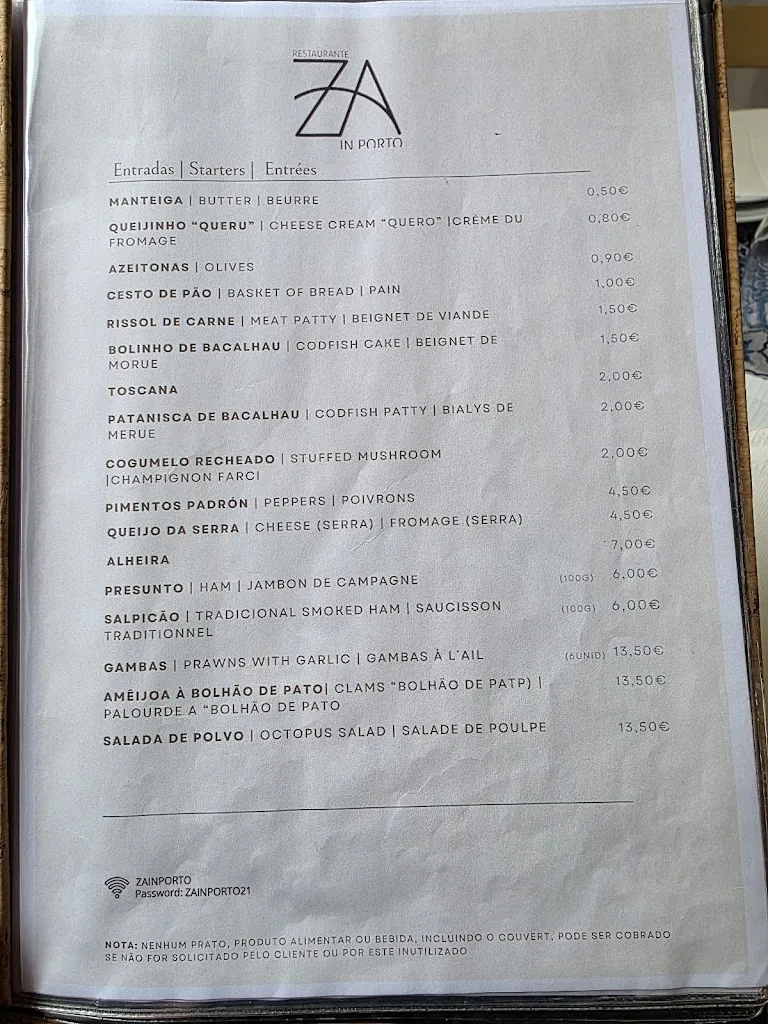 RESTAURANTE
ZA
IN PORTO
Entradas | Starters | Entrées
MANTEIGA | BUTTER | BEURRE 0,50€
QUEIJINHO “QUERU” | CHEESE CREAM “QUERO” |CRÉME DU 0,80€
FROMAGE
AZEITONAS | OLIVES 0,90€
CESTO DE PÃO | BASKET OF BREAD | PAIN 1,00€
RISSOL DE CARNE | MEAT PATTY | BEIGNET DE VIANDE 1,50€
BOLINHO DE BACALHAU | CODFISH CAKE | BEIGNET DE 1,50€
MORUE
TOSCANA 2,00€
PATANISCA DE BACALHAU | CODFISH PATTY | BIALYS DE 2,00€
MERUE
COGUMELO RECHEADO | STUFFED MUSHROOM 2,00€
|CHAMPIGNON FARCI
PIMENTOS PADRÓN | PEPPERS | POIVRONS 4,50€
QUEIJO DA SERRA | CHEESE (SERRA) | FROMAGE (SERRA) 4,50€
ALHEIRA 7,00€
PRESUNTO | HAM | JAMBON DE CAMPAGNE (100G) 6,00€
SALPICÃO | TRADICIONAL SMOKED HAM | SAUCISSON (100G) 6,00€
TRADITIONNEL
GAMBAS | PRAWNS WITH GARLIC | GAMBAS À L'AIL (6UNID) 13,50€
AMÊIJOA À BOLHÃO DE PATO| CLAMS “BOLHÃO DE PATP) | 13,50€
PALOURDE A “BOLHÃO DE PATO
SALADA DE POLVO | OCTOPUS SALAD | SALADE DE POULPE 13,50€
ZAINPORTO
Password: ZAINPORTO21
NOTA: NENHUM PRATO, PRODUTO ALIMENTAR OU BEBIDA, INCLUINDO O COUVERT, PODE SER COBRADO
SE NÃO FOR SOLICITADO PELO CLIENTE OU POR ESTE INUTILIZADO